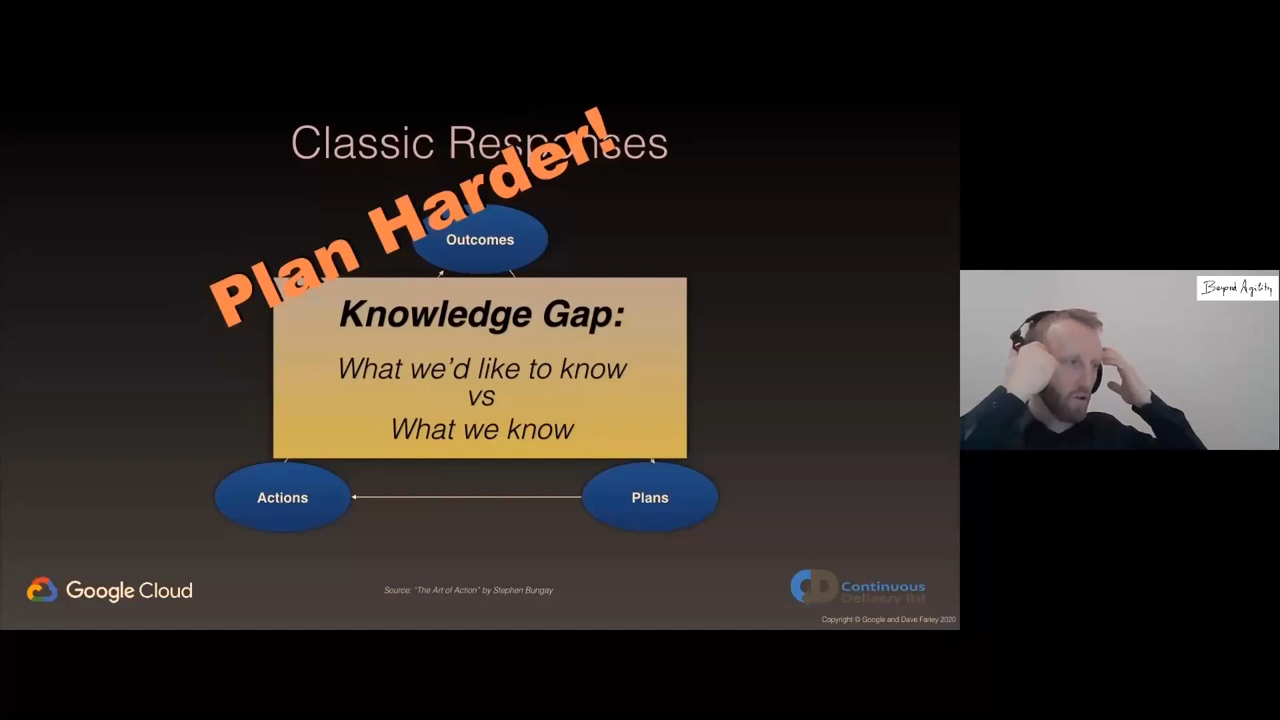 Classic Responses
Plan Harder!
Outcomes
Knowledge Gap:
What we'd like to know
vs
What we know
Actions
Plans
Google Cloud
Source: "The Art of Action" by Stephen Bungay
CD
Continuous
Delivery ltd
Copyright © Google and Dave Farley 2020
Beyond Agility